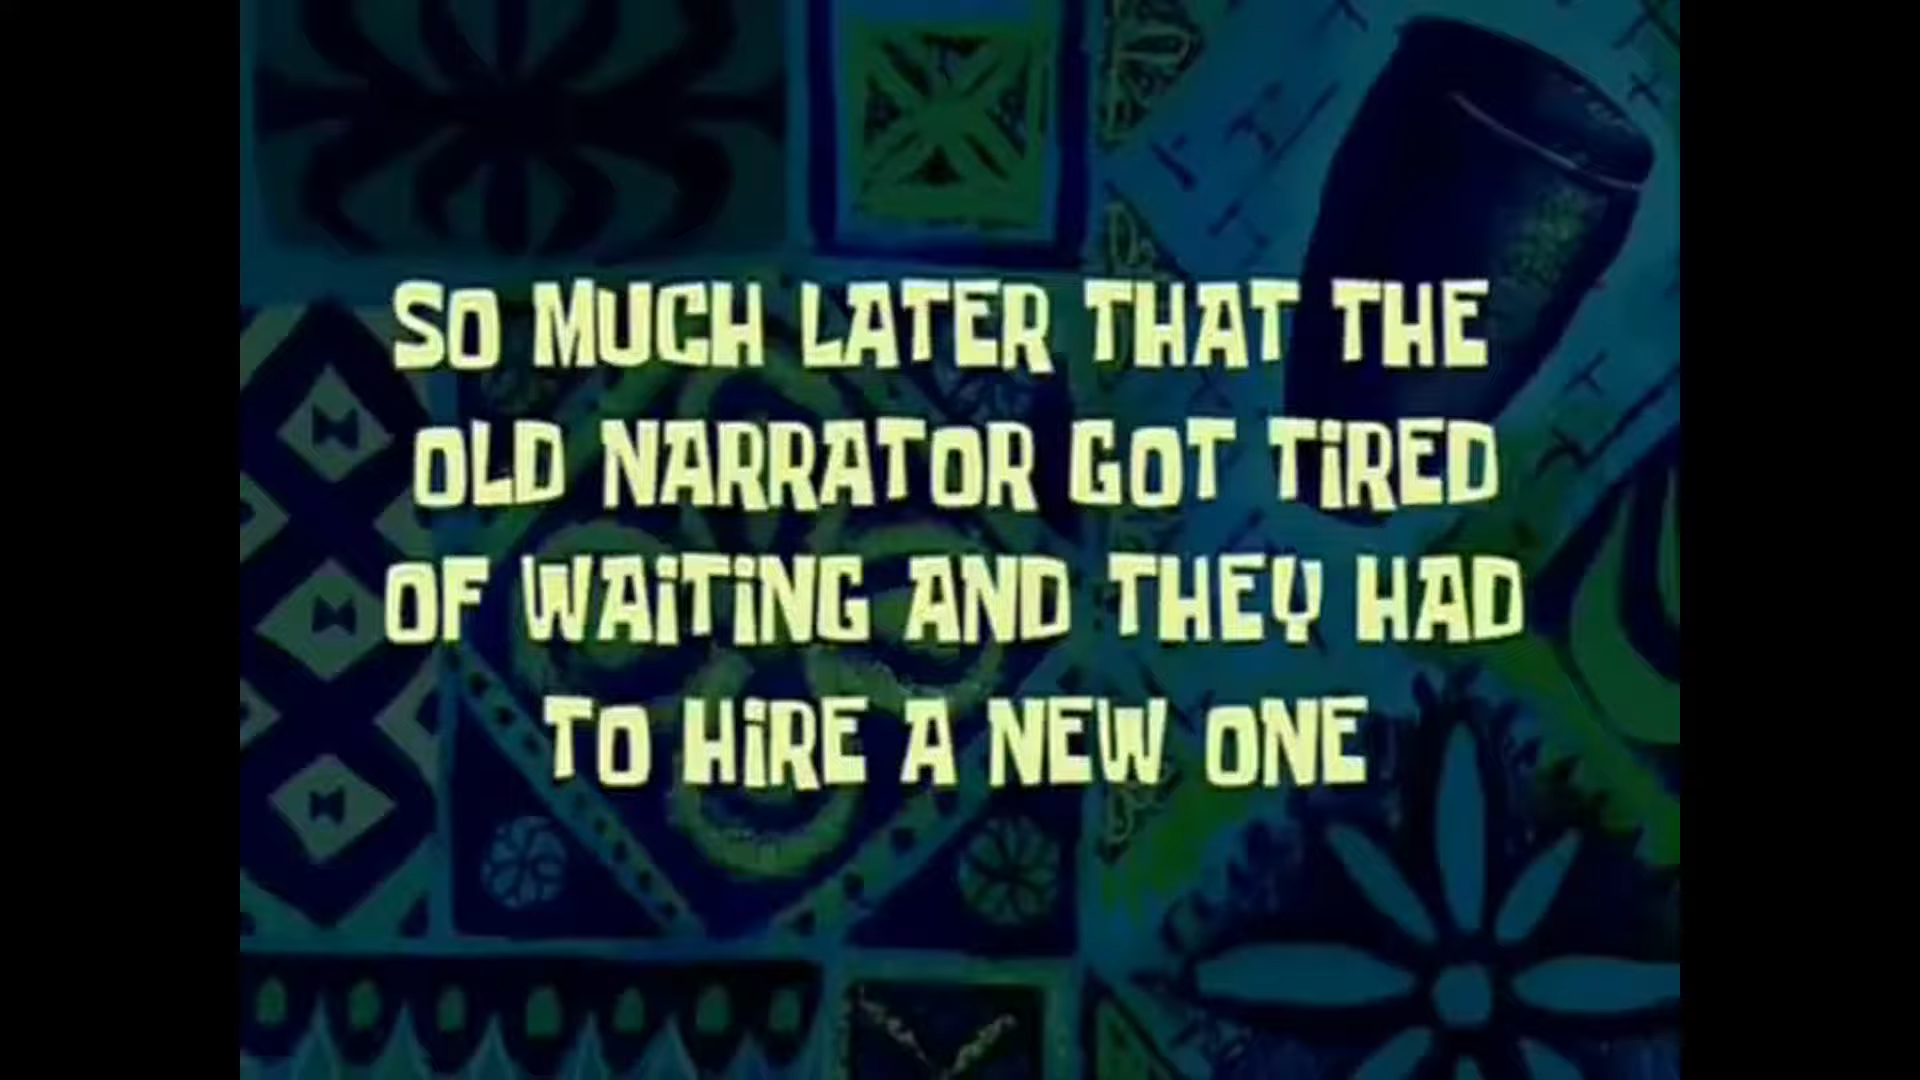 SO MUCH LATER THAT THE
OLD NARRATOR GOT TIRED
OF WAITING AND THEY HAD
TO HIRE A NEW ONE